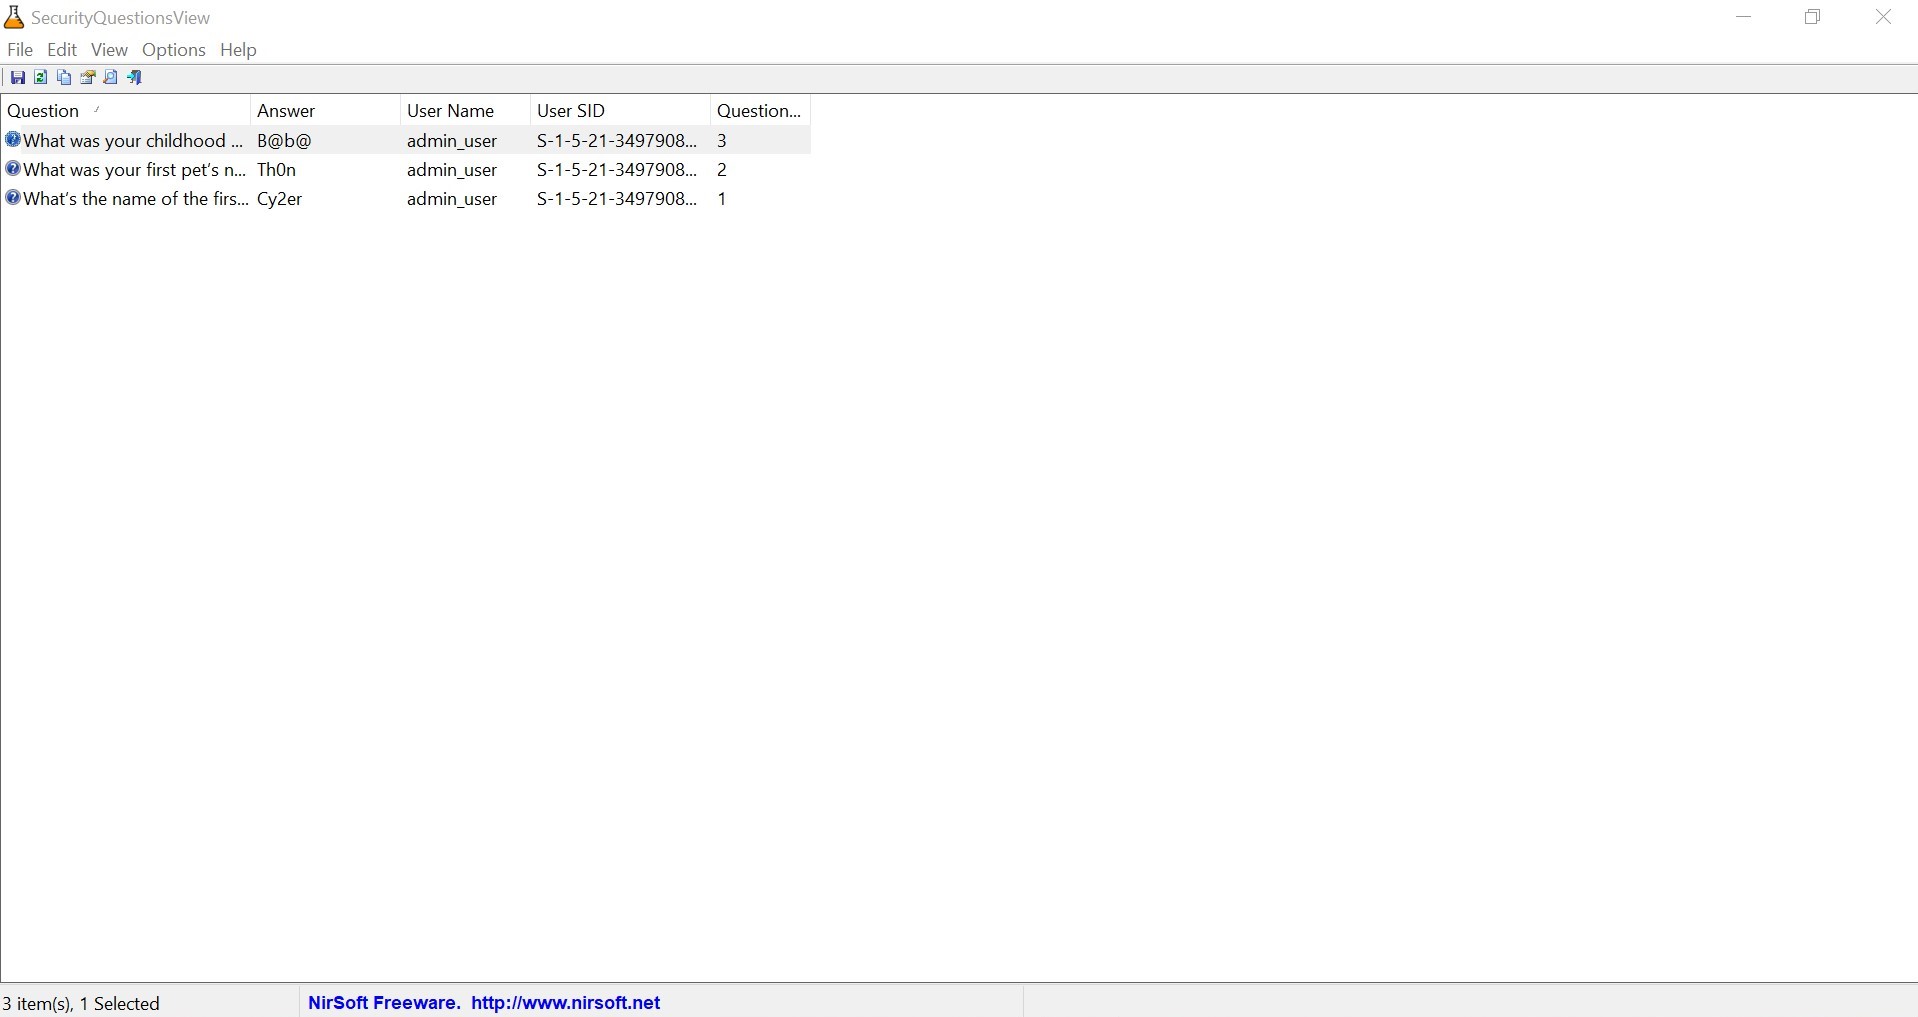 SecurityQuestionsView
File Edit View Options Help
Question Answer User Name User SID Question...
What was your childhood ... B@b@ admin_user S-1-5-21-3497908... 3
What was your first pet's n... Th0n admin_user S-1-5-21-3497908... 2
What's the name of the firs... Cy2er admin_user S-1-5-21-3497908... 1
3 item(s), 1 Selected NirSoft Freeware. http://www.nirsoft.net